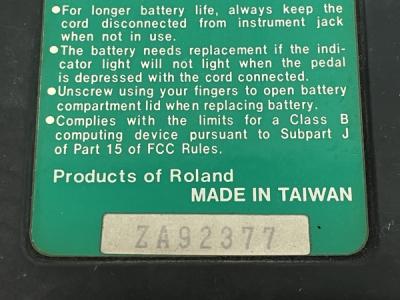 ●For longer battery life, always keep the
cord disconnected from instrument jack
when not in use.
●The battery needs replacement if the indi-
cator light will not light when the pedal
is depressed with the cord connected.
●Unscrew using your fingers to open battery
compartment lid when replacing battery.
●Complies with the limits for a Class B
computing device pursuant to Subpart J
of Part 15 of FCC Rules.
Products of Roland
MADE IN TAIWAN
ZA92377